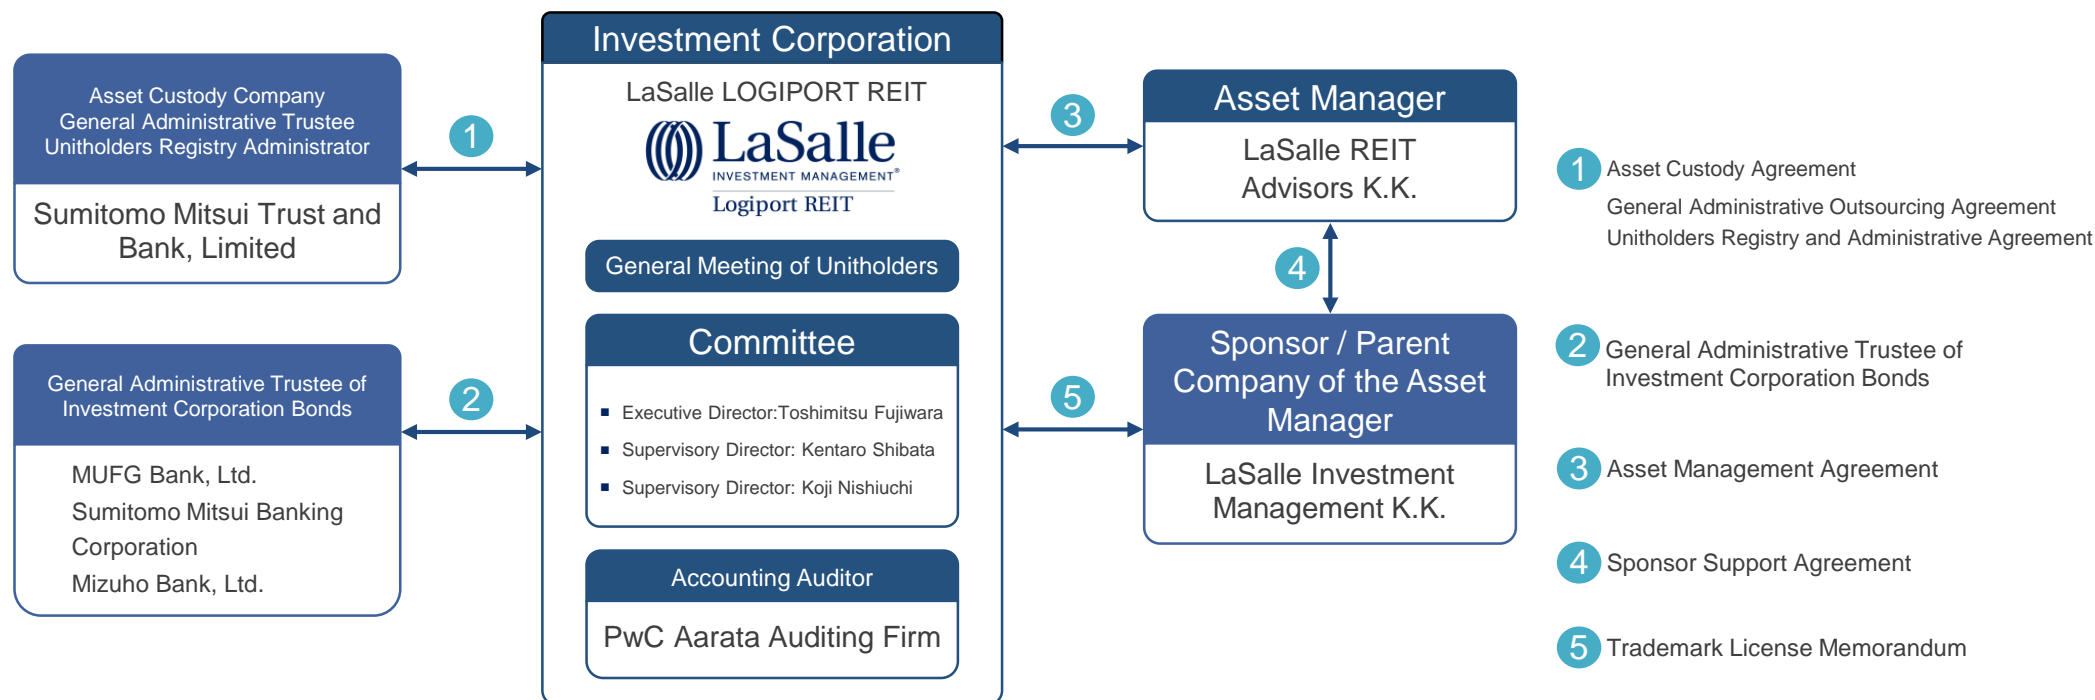 Asset Custody Company
General Administrative Trustee
Unitholders Registry Administrator
Sumitomo Mitsui Trust and
Bank, Limited
1
General Administrative Trustee of
Investment Corporation Bonds
MUFG Bank, Ltd.
Sumitomo Mitsui Banking
Corporation
Mizuho Bank, Ltd.
2
Investment Corporation
LaSalle LOGIPORT REIT
LaSalle
INVESTMENT MANAGEMENT®
Logiport REIT
General Meeting of Unitholders
Committee
■ Executive Director:Toshimitsu Fujiwara
■ Supervisory Director: Kentaro Shibata
■ Supervisory Director: Koji Nishiuchi
Accounting Auditor
PwC Aarata Auditing Firm
3
Asset Manager
LaSalle REIT
Advisors K.K.
4
5
Sponsor / Parent
Company of the Asset
Manager
LaSalle Investment
Management K.K.
1 Asset Custody Agreement
General Administrative Outsourcing Agreement
Unitholders Registry and Administrative Agreement
2 General Administrative Trustee of
Investment Corporation Bonds
3 Asset Management Agreement
4 Sponsor Support Agreement
5 Trademark License Memorandum